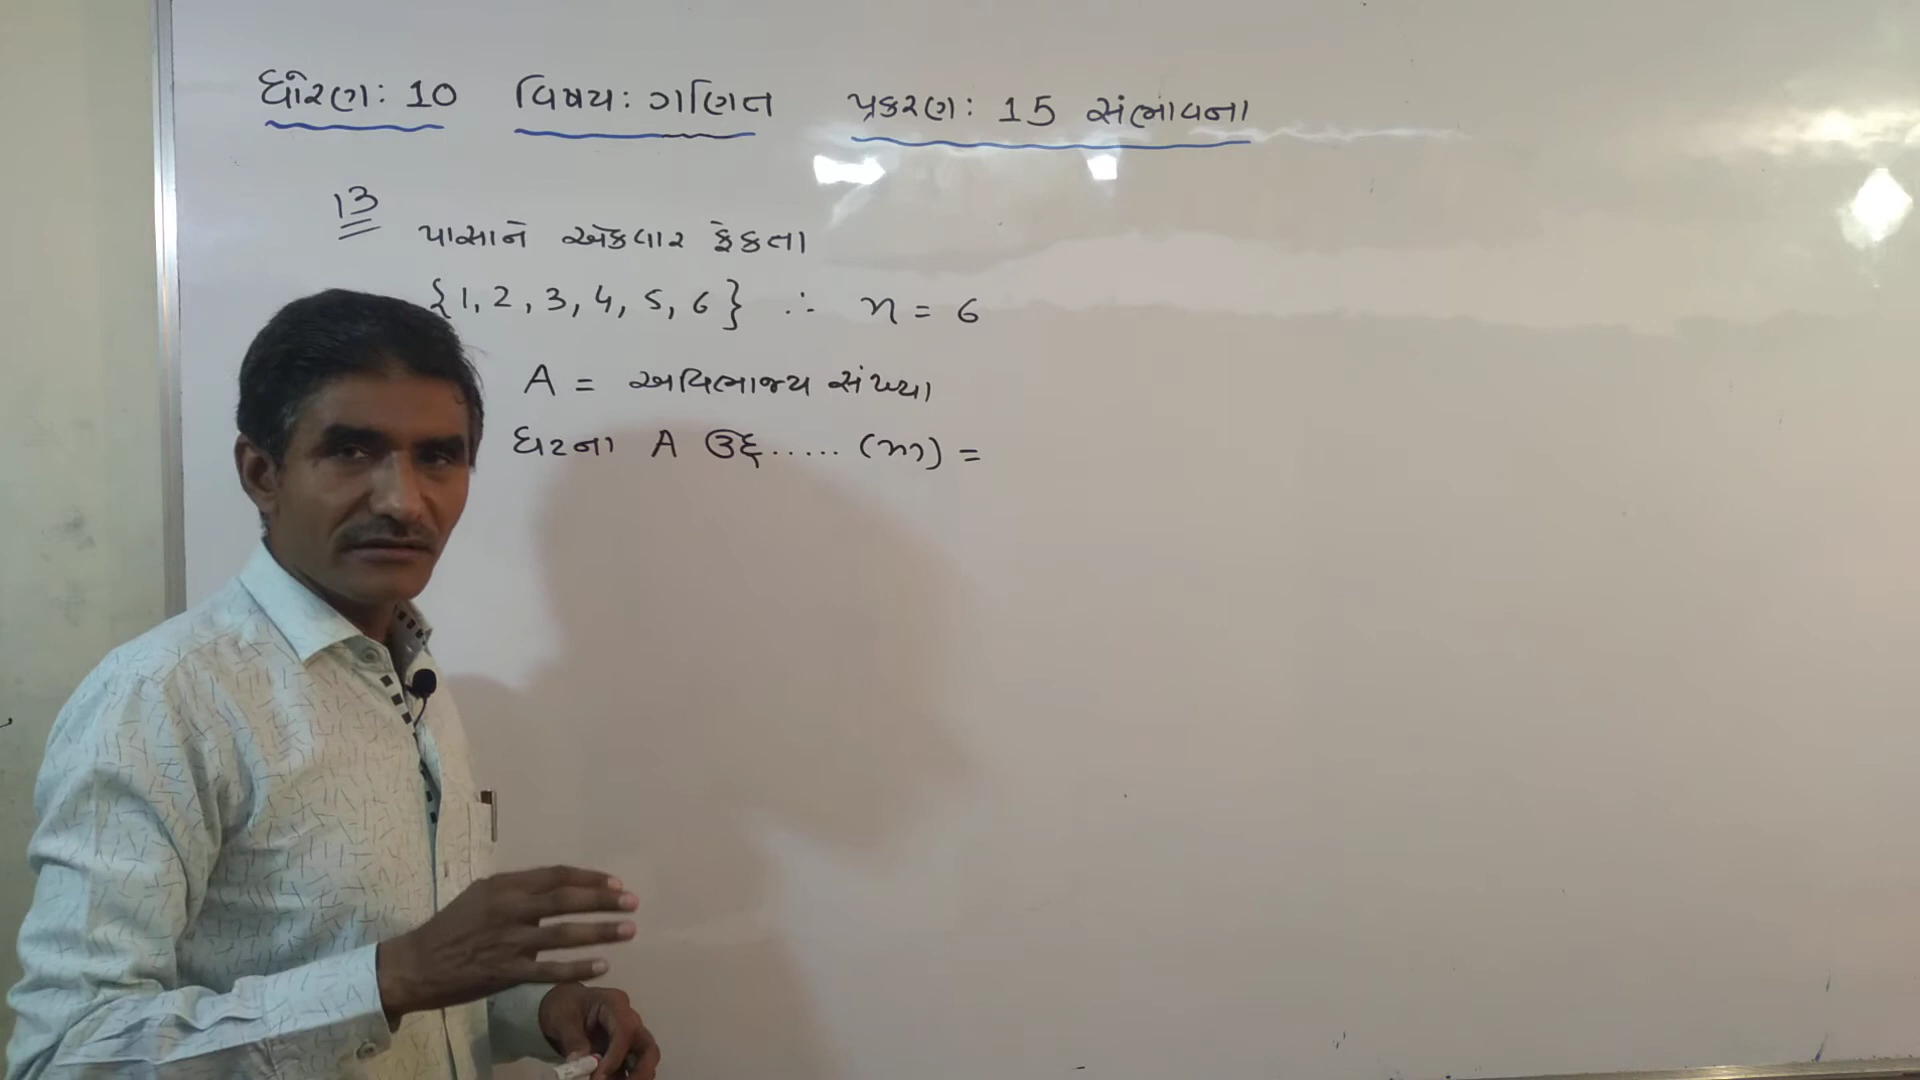 ધોરણ: 10 વિષય: ગણિત પ્રકરણ: 15 સંભાવના
13
પાસાને એકવાર ફેંકતા
{1, 2, 3, 4, 5, 6} ∴ n = 6
A = અવિભાજ્ય સંખ્યા
ઘટના A ઉદ્દ..... (m) =